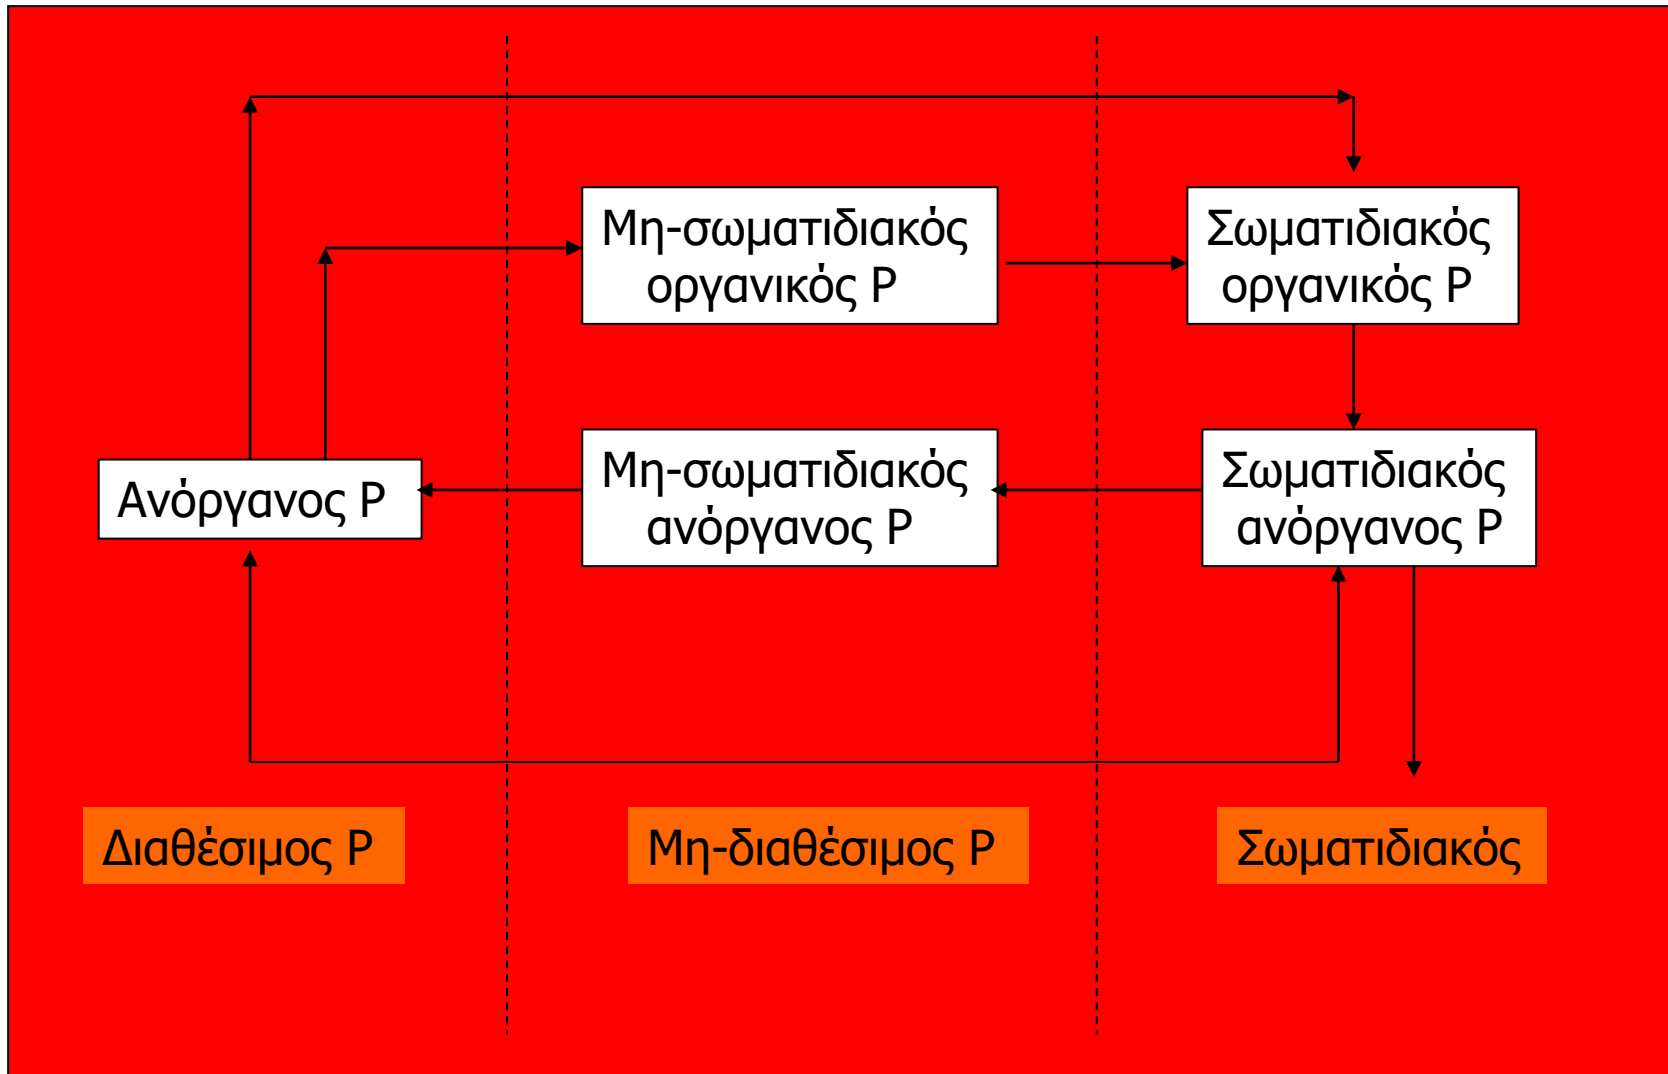 Μη-σωματιδιακός
οργανικός P
Σωματιδιακός
οργανικός P
Ανόργανος P
Μη-σωματιδιακός
ανόργανος P
Σωματιδιακός
ανόργανος P
Διαθέσιμος P
Μη-διαθέσιμος P
Σωματιδιακός